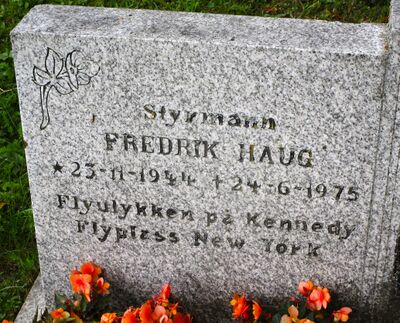 Styrmann
FREDRIK HAUG
★ 23-11-1944 ✝ 24-6-1975
Flyulykken på Kennedy
Flyplass New York